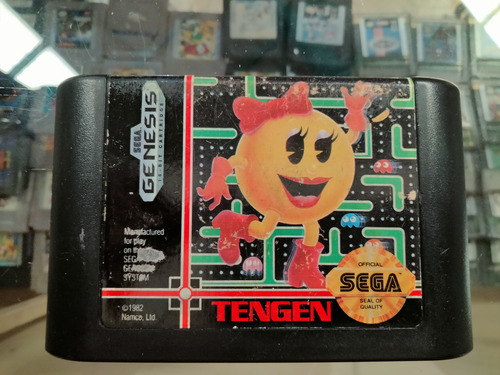 SEGA
GENESIS
16-BIT CARTRIDGE
Manufactured
for play
on the
SEGA
GENESIS
SYSTEM
©1982
Namco, Ltd.
TENGEN
OFFICIAL
SEGA
SEAL OF
QUALITY